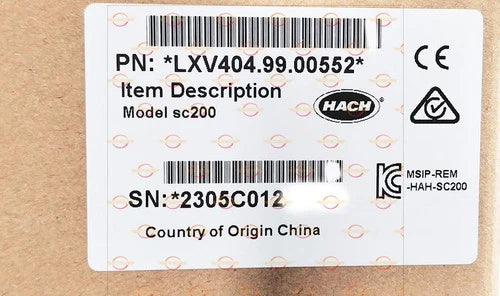 PN: *LXV404.99.00552*
Item Description
Model sc200
HACH
SN:*2305C012
MSIP-REM
-HAH-SC200
Country of Origin China